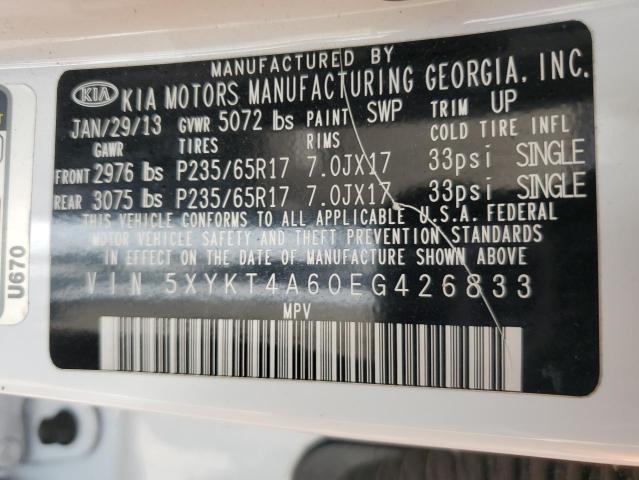 MANUFACTURED BY
KIA KIA MOTORS MANUFACTURING GEORGIA, INC.
JAN/29/13 GVWR 5072 lbs PAINT SWP TRIM UP
GAWR TIRES RIMS COLD TIRE INFL
FRONT 2976 lbs P235/65R17 7.0JX17 33psi SINGLE
REAR 3075 lbs P235/65R17 7.0JX17 33psi SINGLE
THIS VEHICLE CONFORMS TO ALL APPLICABLE U.S.A. FEDERAL
MOTOR VEHICLE SAFETY AND THEFT PREVENTION STANDARDS
IN EFFECT ON THE DATE OF MANUFACTURE SHOWN ABOVE
VIN 5XYKT4A60EG426833
MPV
U670